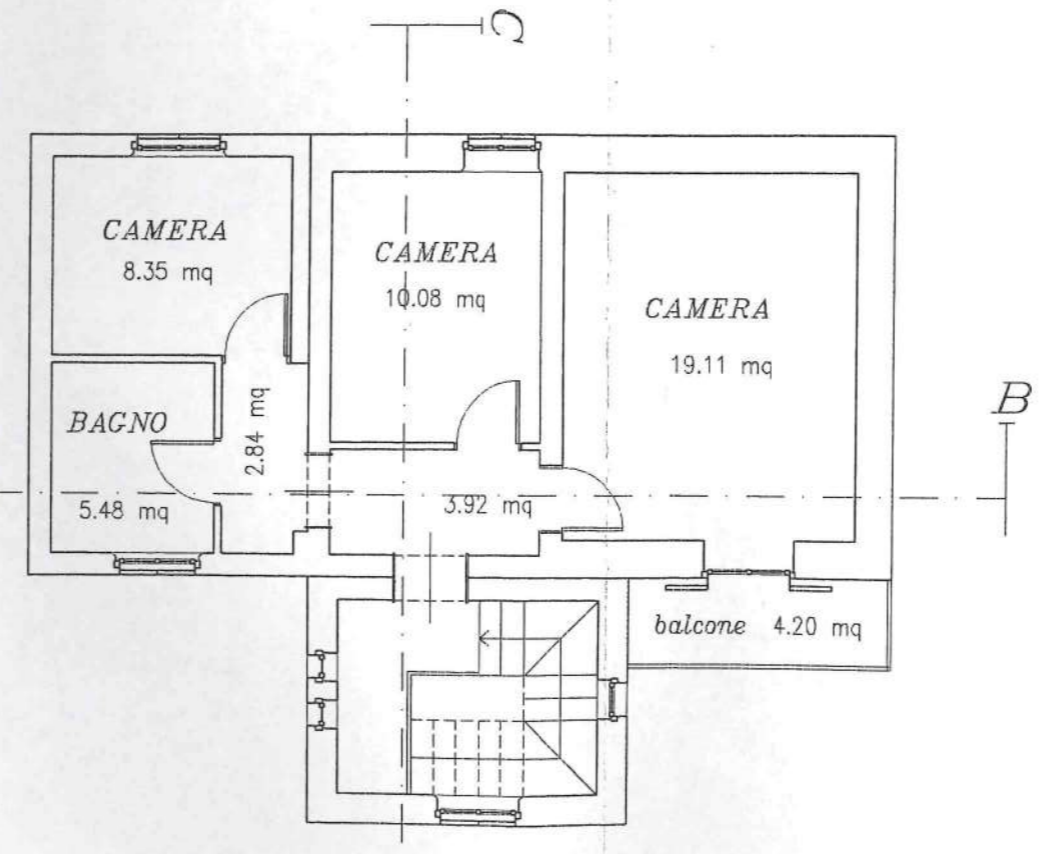 C
CAMERA
8.35 mq
CAMERA
10.08 mq
CAMERA
19.11 mq
B
BAGNO
5.48 mq
2.84 mq
3.92 mq
balcone 4.20 mq